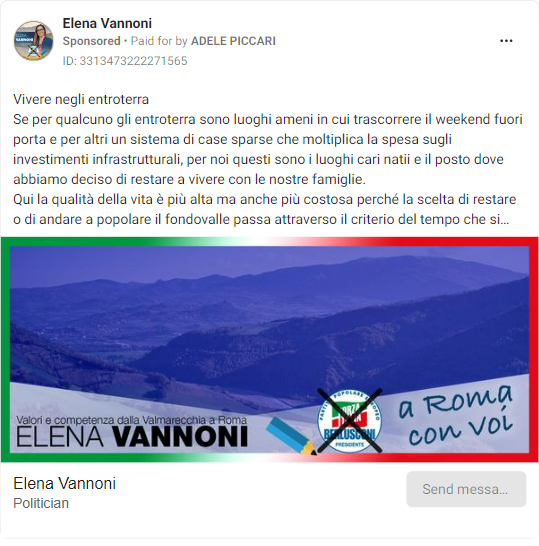 Elena Vannoni
Sponsored • Paid for by ADELE PICCARI
ID: 3313473222271565
Vivere negli entroterra
Se per qualcuno gli entroterra sono luoghi ameni in cui trascorrere il weekend fuori
porta e per altri un sistema di case sparse che moltiplica la spesa sugli
investimenti infrastrutturali, per noi questi sono i luoghi cari natii e il posto dove
abbiamo deciso di restare a vivere con le nostre famiglie.
Qui la qualità della vita è più alta ma anche più costosa perché la scelta di restare
o di andare a popolare il fondovalle passa attraverso il criterio del tempo che si...
Valori e competenza dalla Valmarecchia a Roma
ELENA VANNONI
PARTITO POPOLARE EUROPEO
FORZA ITALIA
BERLUSCONI
PRESIDENTE
a Roma
con voi
Elena Vannoni
Politician
Send messa...